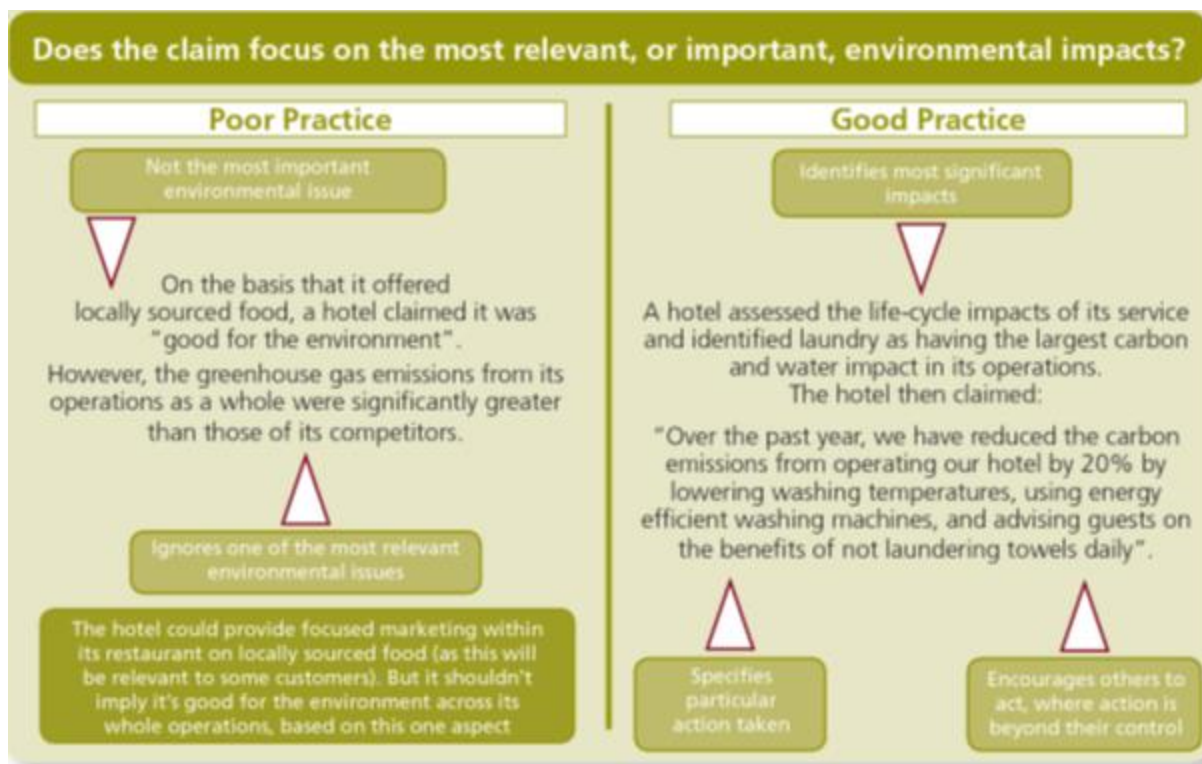 Does the claim focus on the most relevant, or important, environmental impacts?
Poor Practice
Not the most important
environmental issue
On the basis that it offered
locally sourced food, a hotel claimed it was
"good for the environment".
However, the greenhouse gas emissions from its
operations as a whole were significantly greater
than those of its competitors.
Ignores one of the most relevant
environmental issues
The hotel could provide focused marketing within
its restaurant on locally sourced food (as this will
be relevant to some customers). But it shouldn't
imply it's good for the environment across its
whole operations, based on this one aspect
Good Practice
Identifies most significant
impacts
A hotel assessed the life-cycle impacts of its service
and identified laundry as having the largest carbon
and water impact in its operations.
The hotel then claimed:
"Over the past year, we have reduced the carbon
emissions from operating our hotel by 20% by
lowering washing temperatures, using energy
efficient washing machines, and advising guests on
the benefits of not laundering towels daily".
Specifies
particular
action taken
Encourages others to
act, where action is
beyond their control